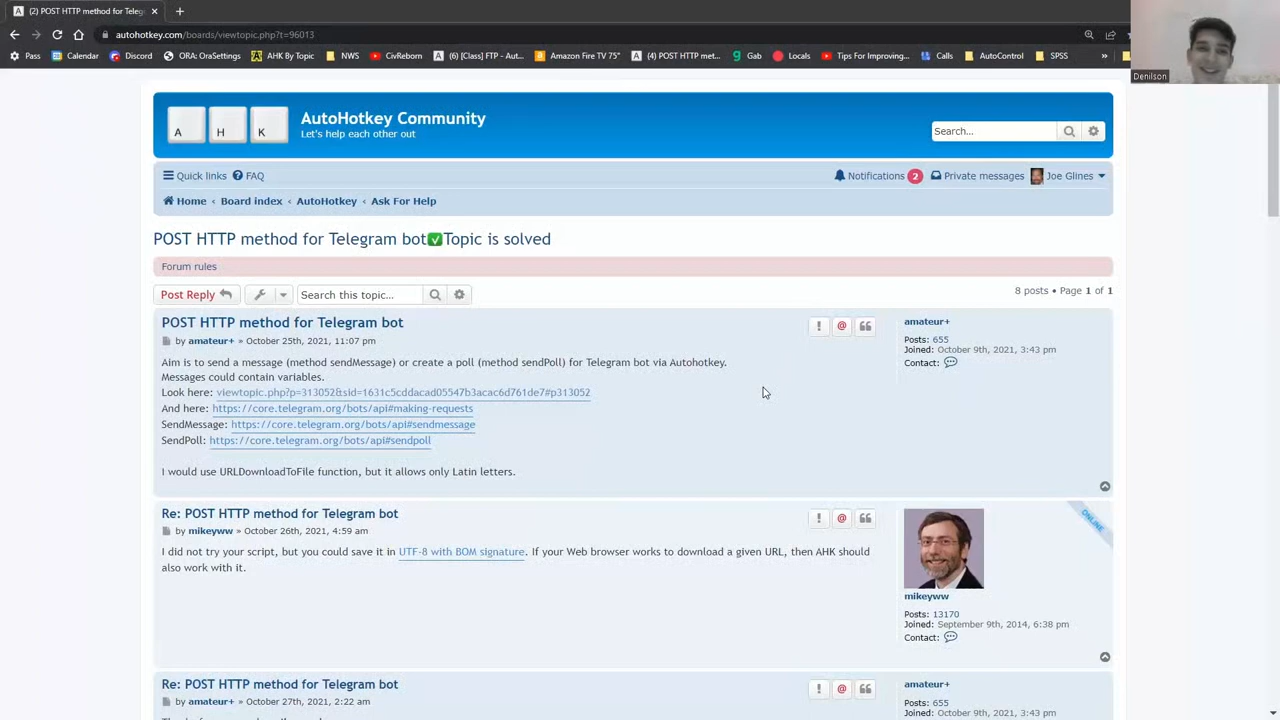 (2) POST HTTP method for Teleg
autohotkey.com/boards/viewtopic.php?t=96013
Pass Calendar Discord ORA: OraSettings AHK By Topic NWS CivReborn (6) [Class] FTP - Aut... Amazon Fire TV 75" (4) POST HTTP met... Gab Locals Tips For Improving... Calls AutoControl SPSS »
Denilson
A H K
AutoHotkey Community
Let's help each other out
Search...
Quick links FAQ
Notifications 2 Private messages Joe Glines
Home ‹ Board index ‹ AutoHotkey ‹ Ask For Help
POST HTTP method for Telegram bot✅Topic is solved
Forum rules
Post Reply Search this topic...
8 posts • Page 1 of 1
POST HTTP method for Telegram bot
by amateur+ » October 25th, 2021, 11:07 pm
Aim is to send a message (method sendMessage) or create a poll (method sendPoll) for Telegram bot via Autohotkey.
Messages could contain variables.
Look here: viewtopic.php?p=313052&sid=1631c5cddacad05547b3acac6d761de7#p313052
And here: https://core.telegram.org/bots/api#making-requests
SendMessage: https://core.telegram.org/bots/api#sendmessage
SendPoll: https://core.telegram.org/bots/api#sendpoll
I would use URLDownloadToFile function, but it allows only Latin letters.
amateur+
Posts: 655
Joined: October 9th, 2021, 3:43 pm
Contact:
Re: POST HTTP method for Telegram bot
by mikeyww » October 26th, 2021, 4:59 am
I did not try your script, but you could save it in UTF-8 with BOM signature. If your Web browser works to download a given URL, then AHK should
also work with it.
ONLINE
mikeyww
Posts: 13170
Joined: September 9th, 2014, 6:38 pm
Contact:
Re: POST HTTP method for Telegram bot
by amateur+ » October 27th, 2021, 2:22 am
amateur+
Posts: 655
Joined: October 9th, 2021, 3:43 pm